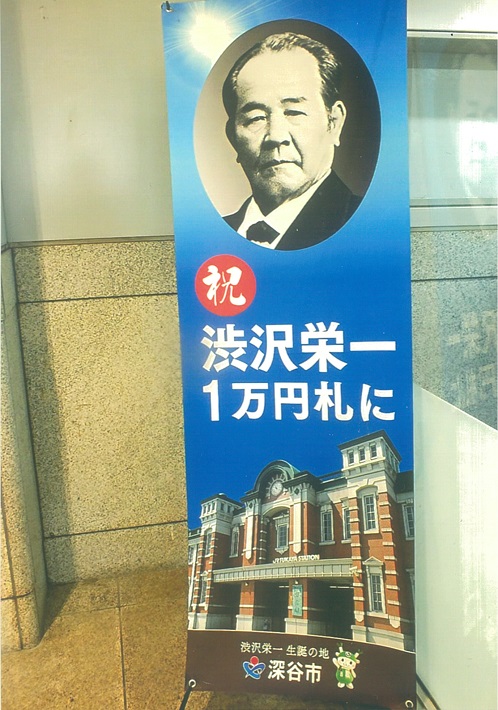 祝
渋沢栄一
1万円札に
JR FUKAYA STATION
渋沢栄一 生誕の地
深谷市